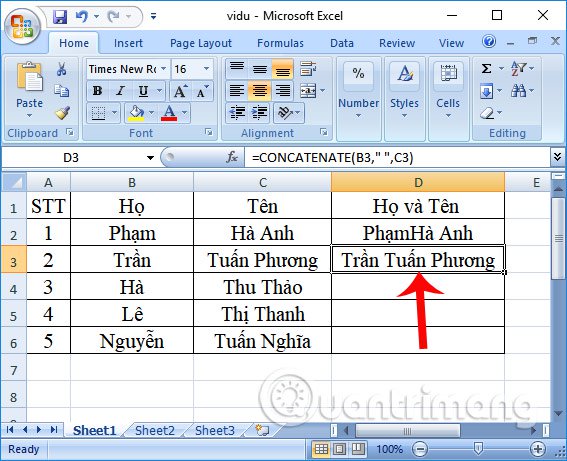 vidu - Microsoft Excel
Home Insert Page Layout Formulas Data Review View
Paste
Clipboard
Times New Ro 16
B I U
Font
Alignment
% Number
Styles
Cells
Σ
Editing
D3 fx =CONCATENATE(B3," ",C3)
A B C D E
1 STT Họ Tên Họ và Tên
2 1 Phạm Hà Anh PhạmHà Anh
3 2 Trần Tuấn Phương Trần Tuấn Phương
4 3 Hà Thu Thảo
5 4 Lê Thị Thanh
6 5 Nguyễn Tuấn Nghĩa
7
8
Quantrimang
Sheet1 Sheet2 Sheet3
Ready 100%